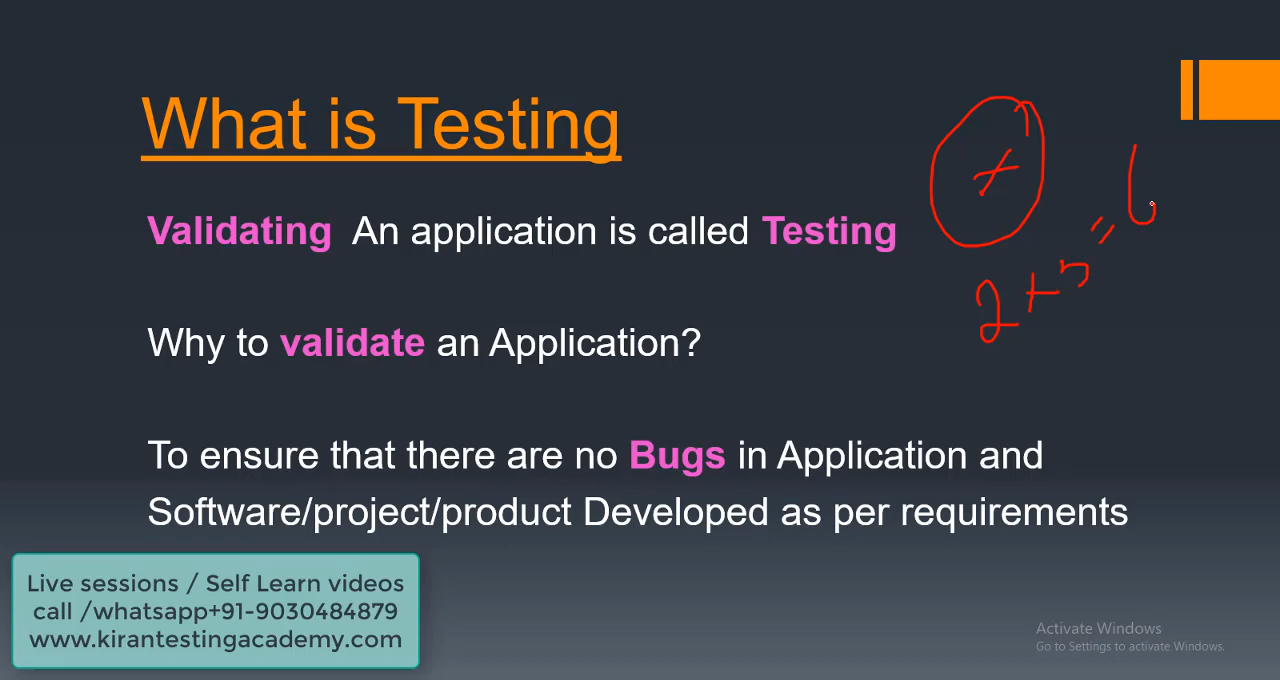 What is Testing
Validating An application is called Testing
+
2 + 5 = 6
Why to validate an Application?
To ensure that there are no Bugs in Application and
Software/project/product Developed as per requirements
Live sessions / Self Learn videos
call /whatsapp+91-9030484879
www.kirantestingacademy.com
Activate Windows
Go to Settings to activate Windows.